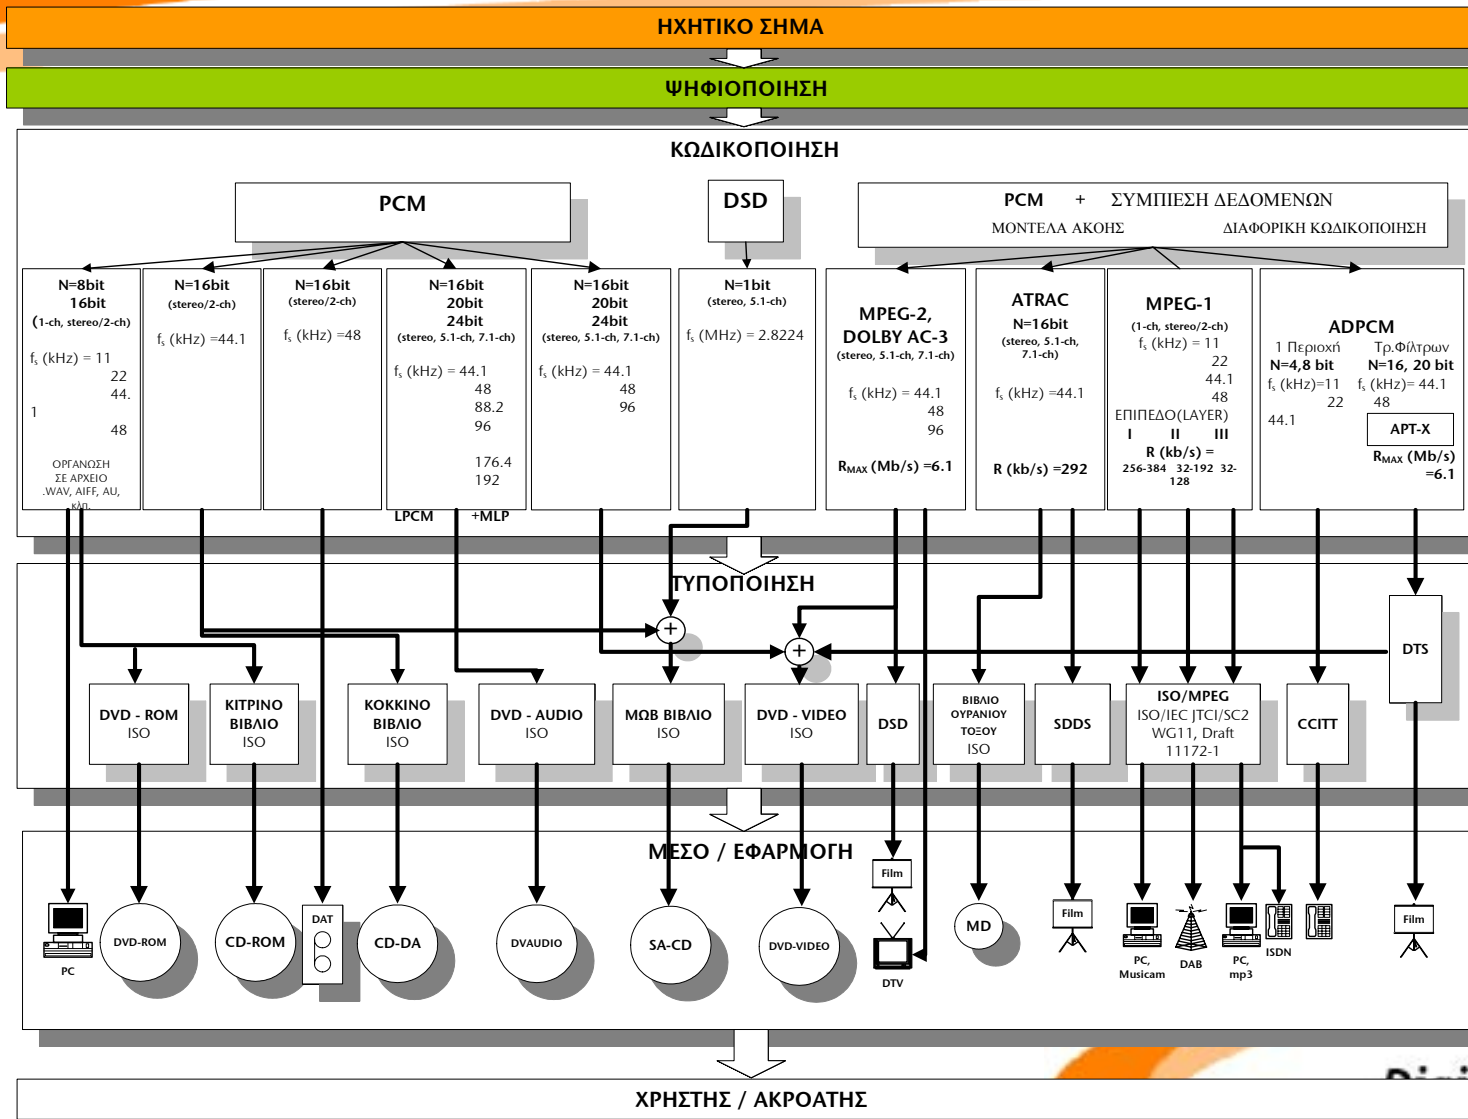 ΗΧΗΤΙΚΟ ΣΗΜΑ
ΨΗΦΙΟΠΟΙΗΣΗ
ΚΩΔΙΚΟΠΟΙΗΣΗ
PCM
DSD
PCM + ΣΥΜΠΙΕΣΗ ΔΕΔΟΜΕΝΩΝ
ΜΟΝΤΕΛΑ ΑΚΟΗΣ ΔΙΑΦΟΡΙΚΗ ΚΩΔΙΚΟΠΟΙΗΣΗ
N=8bit
16bit
(1-ch, stereo/2-ch)
fs (kHz) = 11
22
44.
1
48
ΟΡΓΑΝΩΣΗ
ΣΕ ΑΡΧΕΙΟ
.WAV, AIFF, AU,
κλπ.
N=16bit
(stereo/2-ch)
fs (kHz) =44.1
N=16bit
(stereo/2-ch)
fs (kHz) =48
N=16bit
20bit
24bit
(stereo, 5.1-ch, 7.1-ch)
fs (kHz) = 44.1
48
88.2
96
176.4
192
LPCM +MLP
N=16bit
20bit
24bit
(stereo, 5.1-ch, 7.1-ch)
fs (kHz) = 44.1
48
96
N=1bit
(stereo, 5.1-ch)
fs (MHz) = 2.8224
MPEG-2,
DOLBY AC-3
(stereo, 5.1-ch, 7.1-ch)
fs (kHz) = 44.1
48
96
RMAX (Mb/s) =6.1
ATRAC
N=16bit
(stereo, 5.1-ch,
7.1-ch)
fs (kHz) =44.1
R (kb/s) =292
MPEG-1
(1-ch, stereo/2-ch)
fs (kHz) = 11
22
44.1
48
ΕΠΙΠΕΔΟ(LAYER)
I II III
R (kb/s) =
256-384 32-192 32-
128
ADPCM
1 Περιοχή Τρ.Φίλτρων
N=4,8 bit N=16, 20 bit
fs (kHz)=11 fs (kHz)= 44.1
22 48
44.1
APT-X
RMAX (Mb/s)
=6.1
ΤΥΠΟΠΟΙΗΣΗ
+
+
DTS
DVD - ROM
ISO
ΚΙΤΡΙΝΟ
ΒΙΒΛΙΟ
ISO
ΚΟΚΚΙΝΟ
ΒΙΒΛΙΟ
ISO
DVD - AUDIO
ISO
ΜΩΒ ΒΙΒΛΙΟ
ISO
DVD - VIDEO
ISO
DSD
ΒΙΒΛΙΟ
ΟΥΡΑΝΙΟΥ
ΤΟΞΟΥ
ISO
SDDS
ISO/MPEG
ISO/IEC JTCI/SC2
WG11, Draft
11172-1
CCITT
ΜΕΣΟ / ΕΦΑΡΜΟΓΗ
PC
DVD-ROM
CD-ROM
DAT
CD-DA
DVAUDIO
SA-CD
DVD-VIDEO
Film
DTV
MD
Film
PC,
Musicam
DAB
PC,
mp3
ISDN
Film
ΧΡΗΣΤΗΣ / ΑΚΡΟΑΤΗΣ